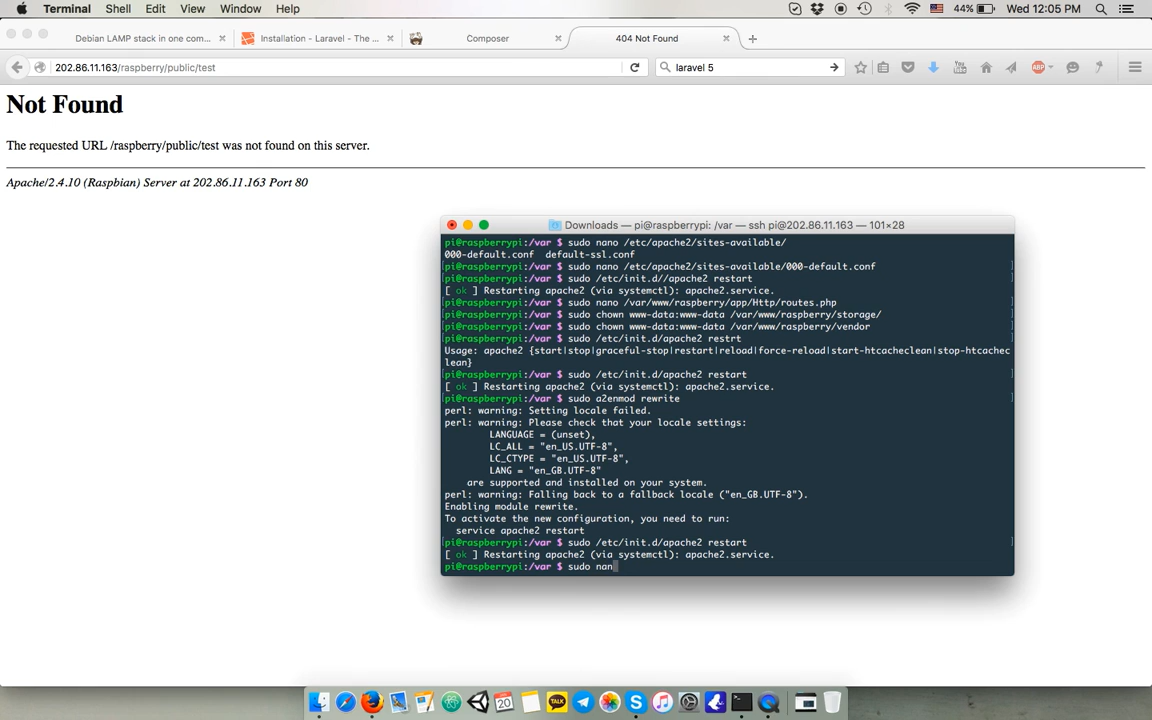 Terminal Shell Edit View Window Help 44% Wed 12:05 PM
Debian LAMP stack in one com... × Installation - Laravel - The ... × Composer × 404 Not Found × +
202.86.11.163/raspberry/public/test laravel 5
Not Found
The requested URL /raspberry/public/test was not found on this server.
Apache/2.4.10 (Raspbian) Server at 202.86.11.163 Port 80
Downloads — pi@raspberrypi: /var — ssh pi@202.86.11.163 — 101×28
pi@raspberrypi:/var $ sudo nano /etc/apache2/sites-available/
000-default.conf  default-ssl.conf
pi@raspberrypi:/var $ sudo nano /etc/apache2/sites-available/000-default.conf
pi@raspberrypi:/var $ sudo /etc/init.d//apache2 restart
[ ok ] Restarting apache2 (via systemctl): apache2.service.
pi@raspberrypi:/var $ sudo nano /var/www/raspberry/app/Http/routes.php
pi@raspberrypi:/var $ sudo chown www-data:www-data /var/www/raspberry/storage/
pi@raspberrypi:/var $ sudo chown www-data:www-data /var/www/raspberry/vendor
pi@raspberrypi:/var $ sudo /etc/init.d/apache2 restrt
Usage: apache2 {start|stop|graceful-stop|restart|reload|force-reload|start-htcacheclean|stop-htcachec
lean}
pi@raspberrypi:/var $ sudo /etc/init.d/apache2 restart
[ ok ] Restarting apache2 (via systemctl): apache2.service.
pi@raspberrypi:/var $ sudo a2enmod rewrite
perl: warning: Setting locale failed.
perl: warning: Please check that your locale settings:
LANGUAGE = (unset),
LC_ALL = "en_US.UTF-8",
LC_CTYPE = "en_US.UTF-8",
LANG = "en_GB.UTF-8"
are supported and installed on your system.
perl: warning: Falling back to a fallback locale ("en_GB.UTF-8").
Enabling module rewrite.
To activate the new configuration, you need to run:
service apache2 restart
pi@raspberrypi:/var $ sudo /etc/init.d/apache2 restart
[ ok ] Restarting apache2 (via systemctl): apache2.service.
pi@raspberrypi:/var $ sudo nan
20
TALK